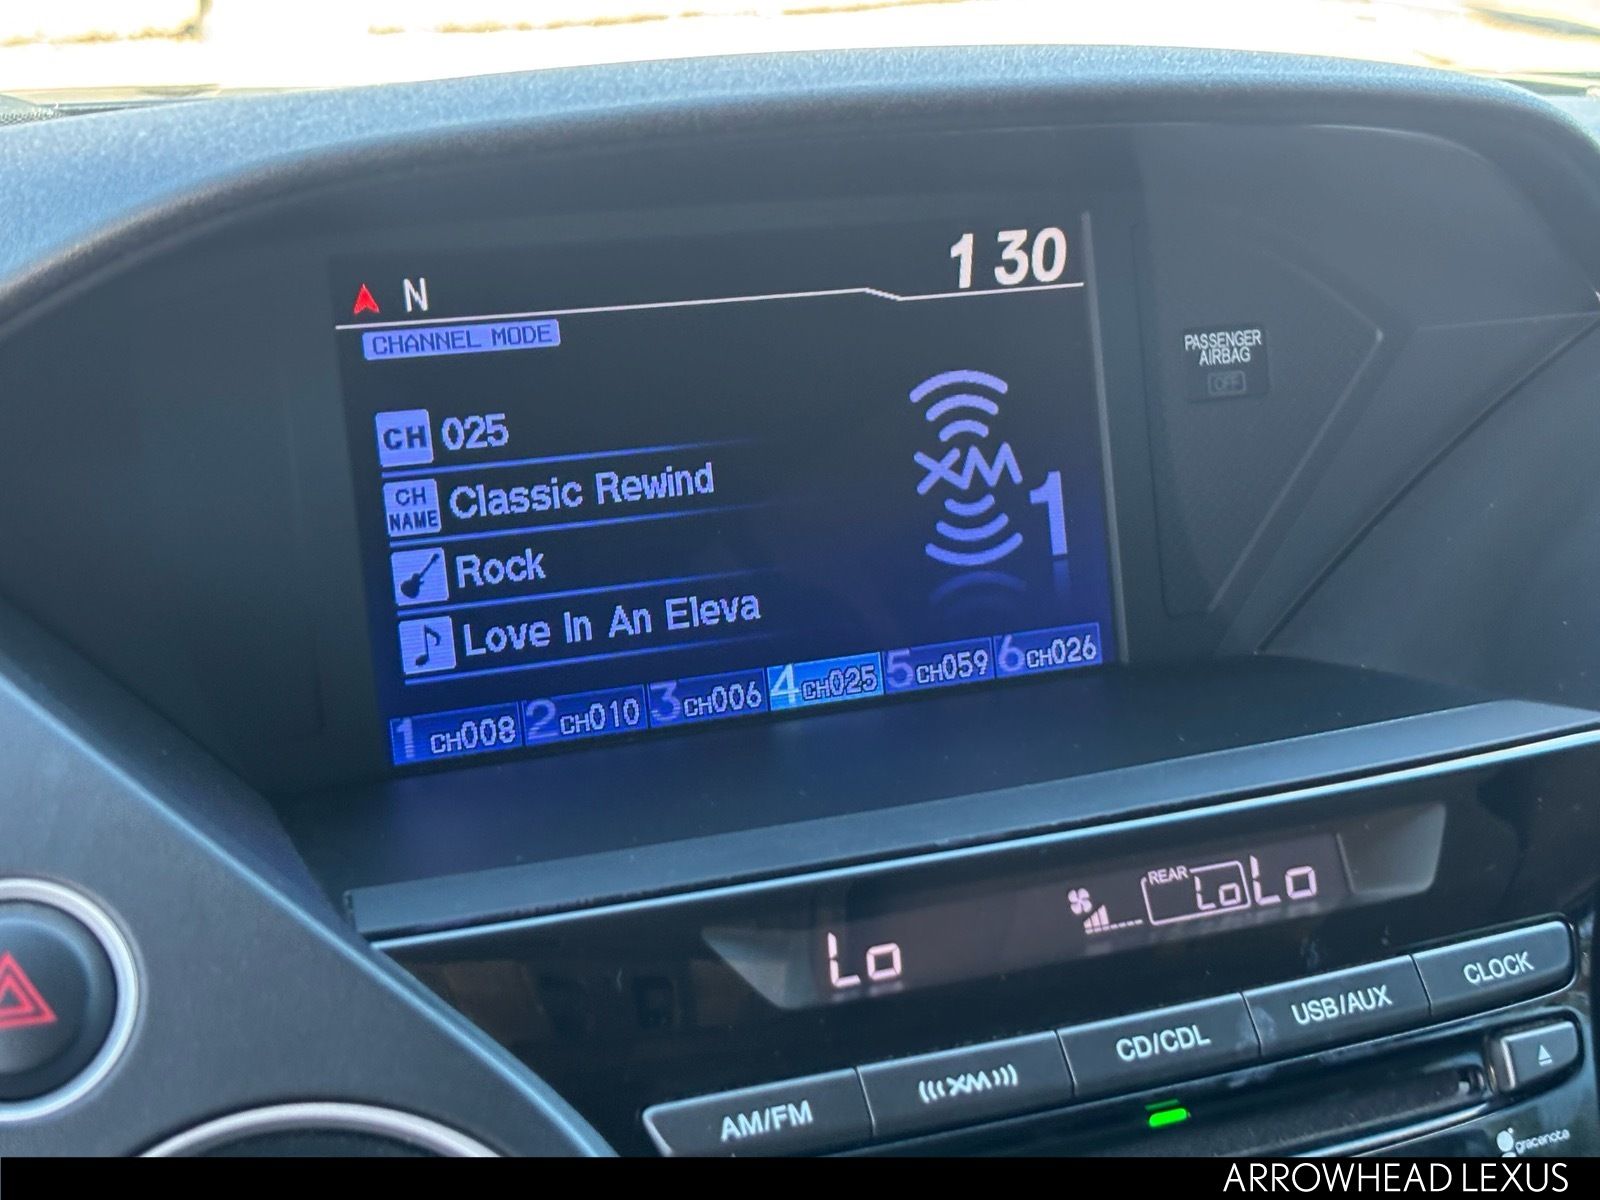 N
1 30
CHANNEL MODE
CH 025
CH NAME Classic Rewind
Rock
Love In An Eleva
XM 1
1 CH008 2 CH010 3 CH006 4 CH025 5 CH059 6 CH026
PASSENGER
AIRBAG
OFF
Lo
REAR Lo Lo
AM/FM
(((XM)))
CD/CDL
USB/AUX
CLOCK
gracenote
ARROWHEAD LEXUS